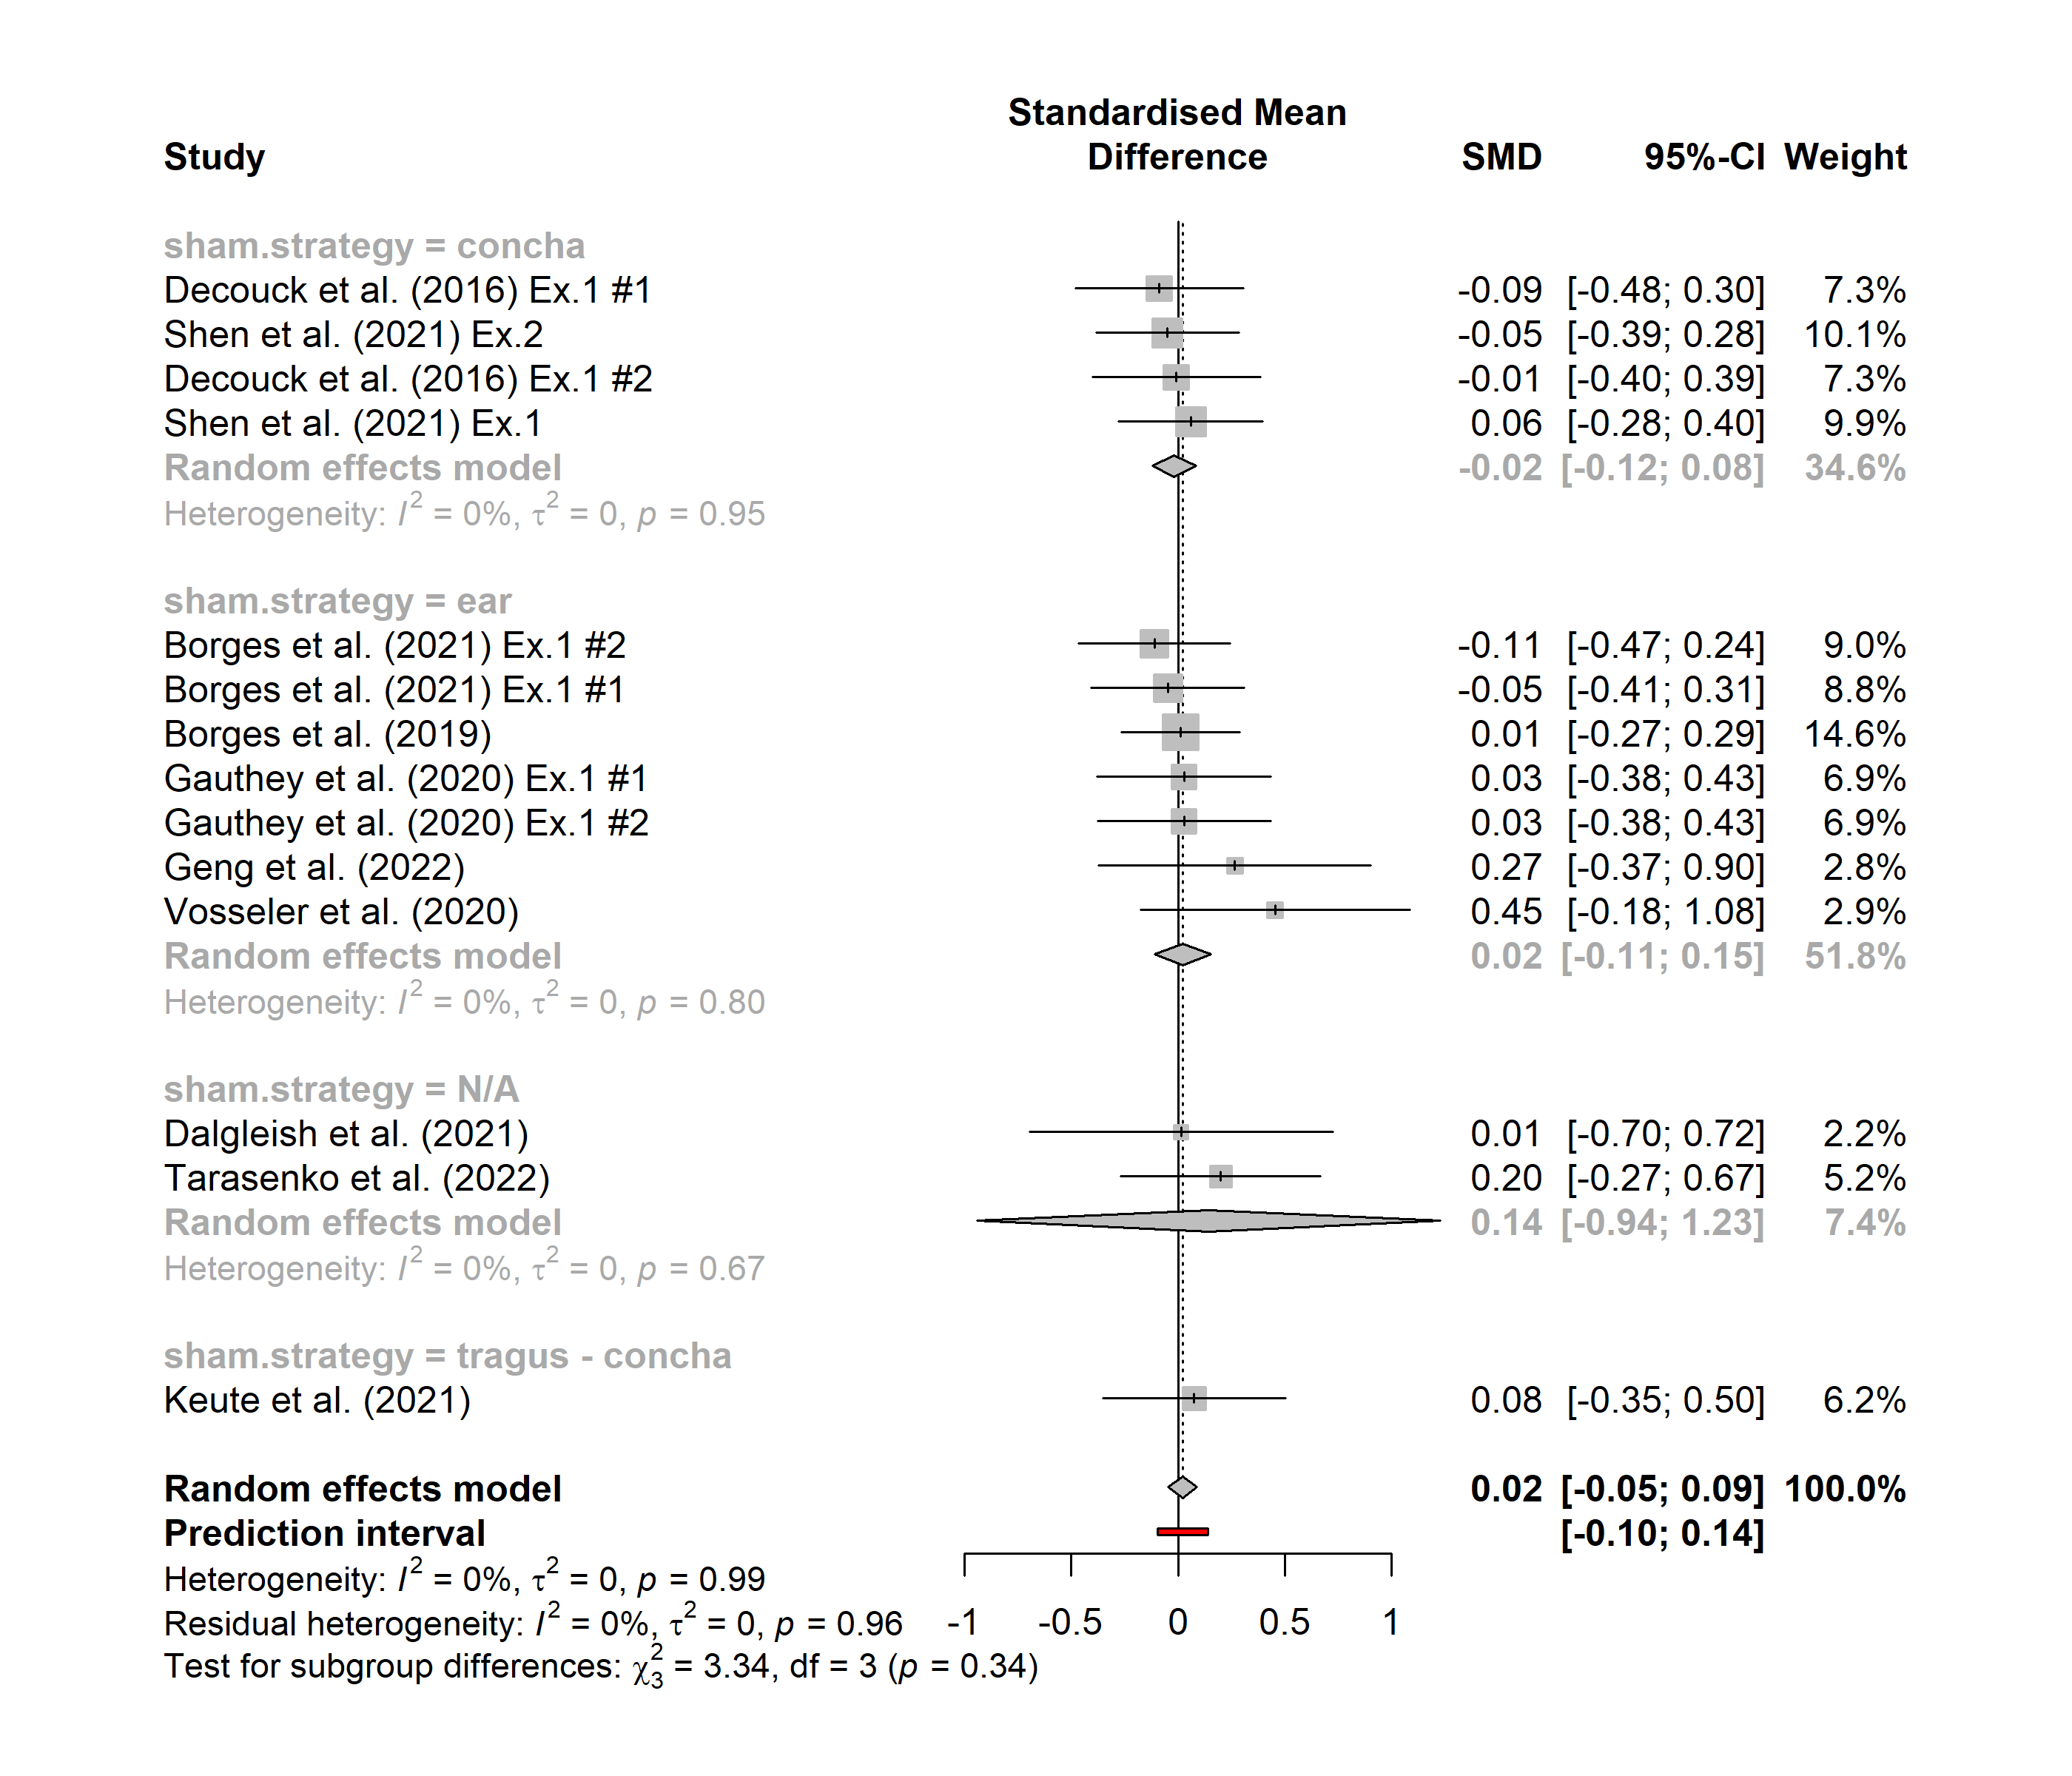 Standardised Mean
Study Difference SMD 95%-CI Weight
sham.strategy = concha
Decouck et al. (2016) Ex.1 #1 -0.09 [-0.48; 0.30] 7.3%
Shen et al. (2021) Ex.2 -0.05 [-0.39; 0.28] 10.1%
Decouck et al. (2016) Ex.1 #2 -0.01 [-0.40; 0.39] 7.3%
Shen et al. (2021) Ex.1 0.06 [-0.28; 0.40] 9.9%
Random effects model -0.02 [-0.12; 0.08] 34.6%
Heterogeneity: I² = 0%, τ² = 0, p = 0.95
sham.strategy = ear
Borges et al. (2021) Ex.1 #2 -0.11 [-0.47; 0.24] 9.0%
Borges et al. (2021) Ex.1 #1 -0.05 [-0.41; 0.31] 8.8%
Borges et al. (2019) 0.01 [-0.27; 0.29] 14.6%
Gauthey et al. (2020) Ex.1 #1 0.03 [-0.38; 0.43] 6.9%
Gauthey et al. (2020) Ex.1 #2 0.03 [-0.38; 0.43] 6.9%
Geng et al. (2022) 0.27 [-0.37; 0.90] 2.8%
Vosseler et al. (2020) 0.45 [-0.18; 1.08] 2.9%
Random effects model 0.02 [-0.11; 0.15] 51.8%
Heterogeneity: I² = 0%, τ² = 0, p = 0.80
sham.strategy = N/A
Dalgleish et al. (2021) 0.01 [-0.70; 0.72] 2.2%
Tarasenko et al. (2022) 0.20 [-0.27; 0.67] 5.2%
Random effects model 0.14 [-0.94; 1.23] 7.4%
Heterogeneity: I² = 0%, τ² = 0, p = 0.67
sham.strategy = tragus - concha
Keute et al. (2021) 0.08 [-0.35; 0.50] 6.2%
Random effects model 0.02 [-0.05; 0.09] 100.0%
Prediction interval [-0.10; 0.14]
Heterogeneity: I² = 0%, τ² = 0, p = 0.99
Residual heterogeneity: I² = 0%, τ² = 0, p = 0.96 -1 -0.5 0 0.5 1
Test for subgroup differences: χ²₃ = 3.34, df = 3 (p = 0.34)